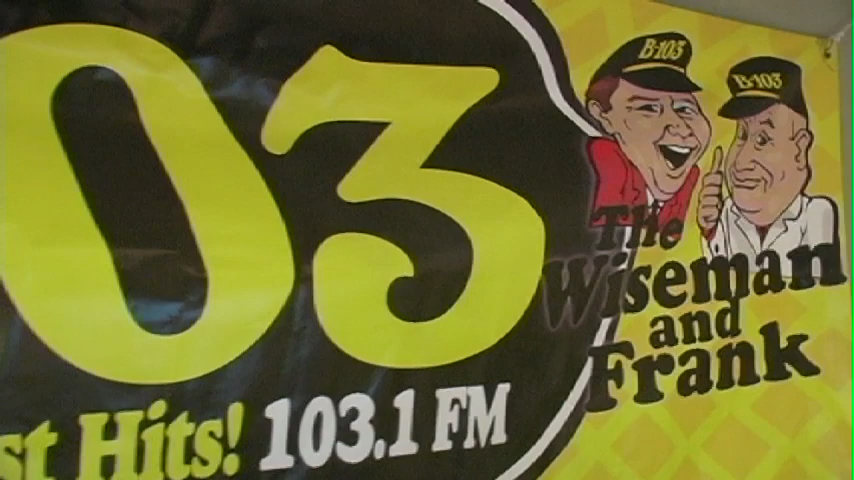 03
st Hits! 103.1 FM
B-103
B-103
The
Wiseman
and
Frank